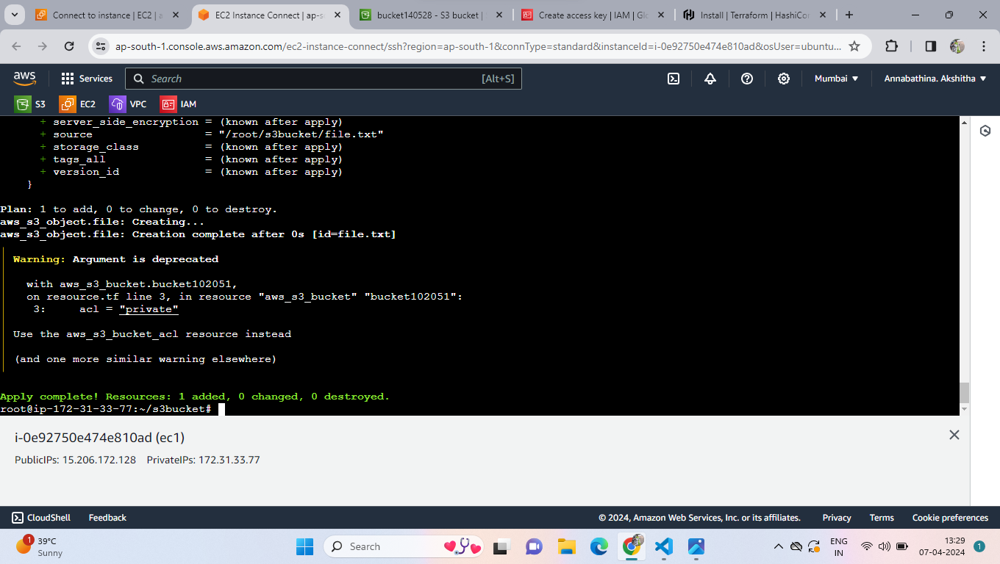 Connect to instance | EC2 | a
EC2 Instance Connect | ap-s
bucket140528 - S3 bucket |
Create access key | IAM | Glo
Install | Terraform | HashiCor
ap-south-1.console.aws.amazon.com/ec2-instance-connect/ssh?region=ap-south-1&connType=standard&instanceId=i-0e92750e474e810ad&osUser=ubuntu...
aws Services Search [Alt+S] Mumbai Annabathina. Akshitha
S3 EC2 VPC IAM
+ server_side_encryption = (known after apply)
+ source = "/root/s3bucket/file.txt"
+ storage_class = (known after apply)
+ tags_all = (known after apply)
+ version_id = (known after apply)
}
Plan: 1 to add, 0 to change, 0 to destroy.
aws_s3_object.file: Creating...
aws_s3_object.file: Creation complete after 0s [id=file.txt]
Warning: Argument is deprecated
with aws_s3_bucket.bucket102051,
on resource.tf line 3, in resource "aws_s3_bucket" "bucket102051":
3: acl = "private"
Use the aws_s3_bucket_acl resource instead
(and one more similar warning elsewhere)
Apply complete! Resources: 1 added, 0 changed, 0 destroyed.
root@ip-172-31-33-77:~/s3bucket#
i-0e92750e474e810ad (ec1)
PublicIPs: 15.206.172.128 PrivateIPs: 172.31.33.77
CloudShell Feedback © 2024, Amazon Web Services, Inc. or its affiliates. Privacy Terms Cookie preferences
1 39°C
Sunny
Search
ENG
IN
13:29
07-04-2024
1